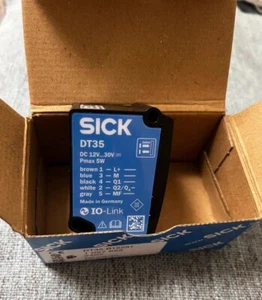 SICK
DT35
DC 12V...30V
Pmax 5W
brown 1 – L+
blue 3 – M
black 4 – Q1
white 2 – Q2/Qₐ
gray 5 – MF
Made in Germany
IO-Link